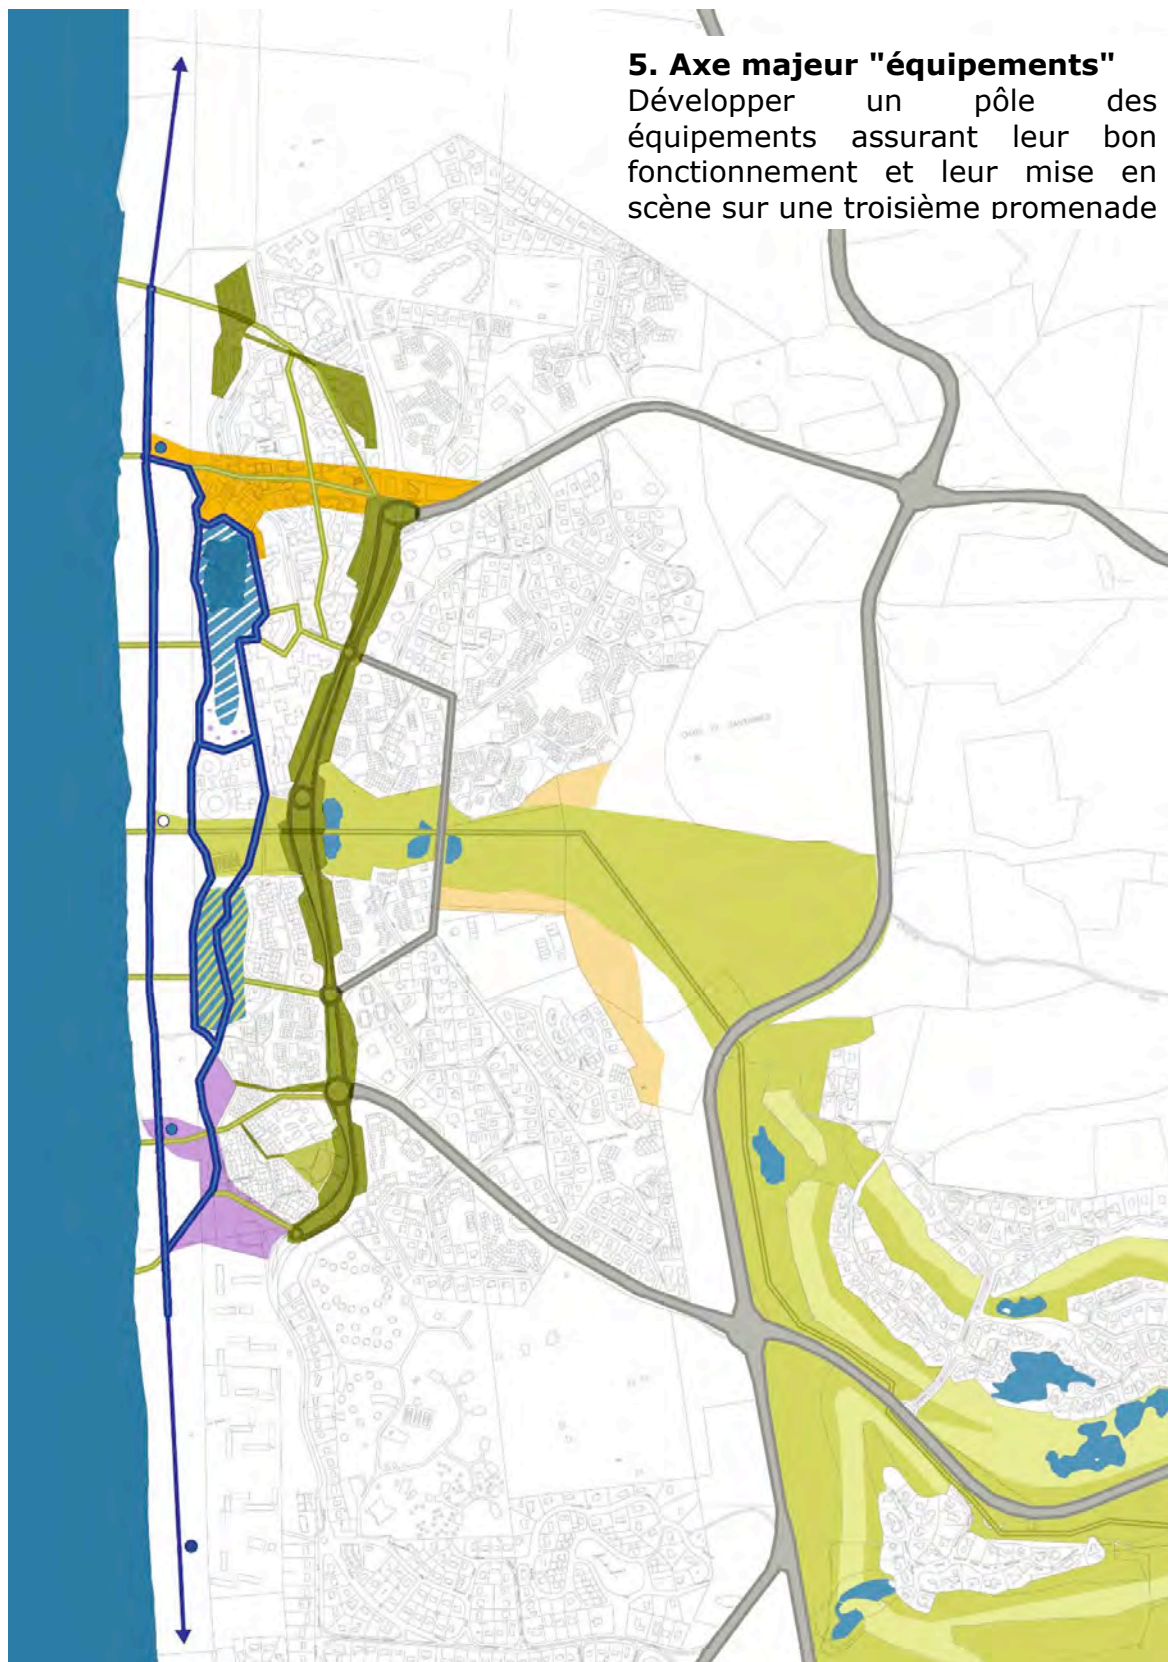 5. Axe majeur "équipements"
Développer un pôle des
équipements assurant leur bon
fonctionnement et leur mise en
scène sur une troisième promenade